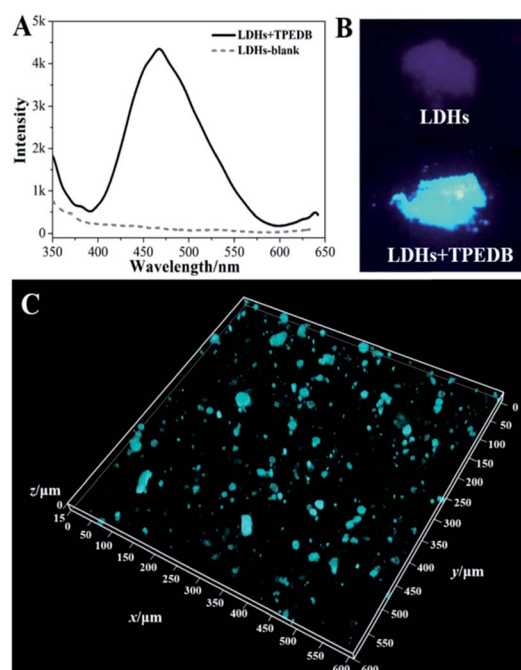 A
LDHs+TPEDB
LDHs-blank
5k
4k
3k
2k
1k
0
Intensity
350 400 450 500 550 600 650
Wavelength/nm
B
LDHs
LDHs+TPEDB
C
z/μm
0
15
0
50
100
150
200
250
300
350
400
450
500
550
600
x/μm
0
50
100
150
200
250
300
350
400
450
500
550
600
y/μm